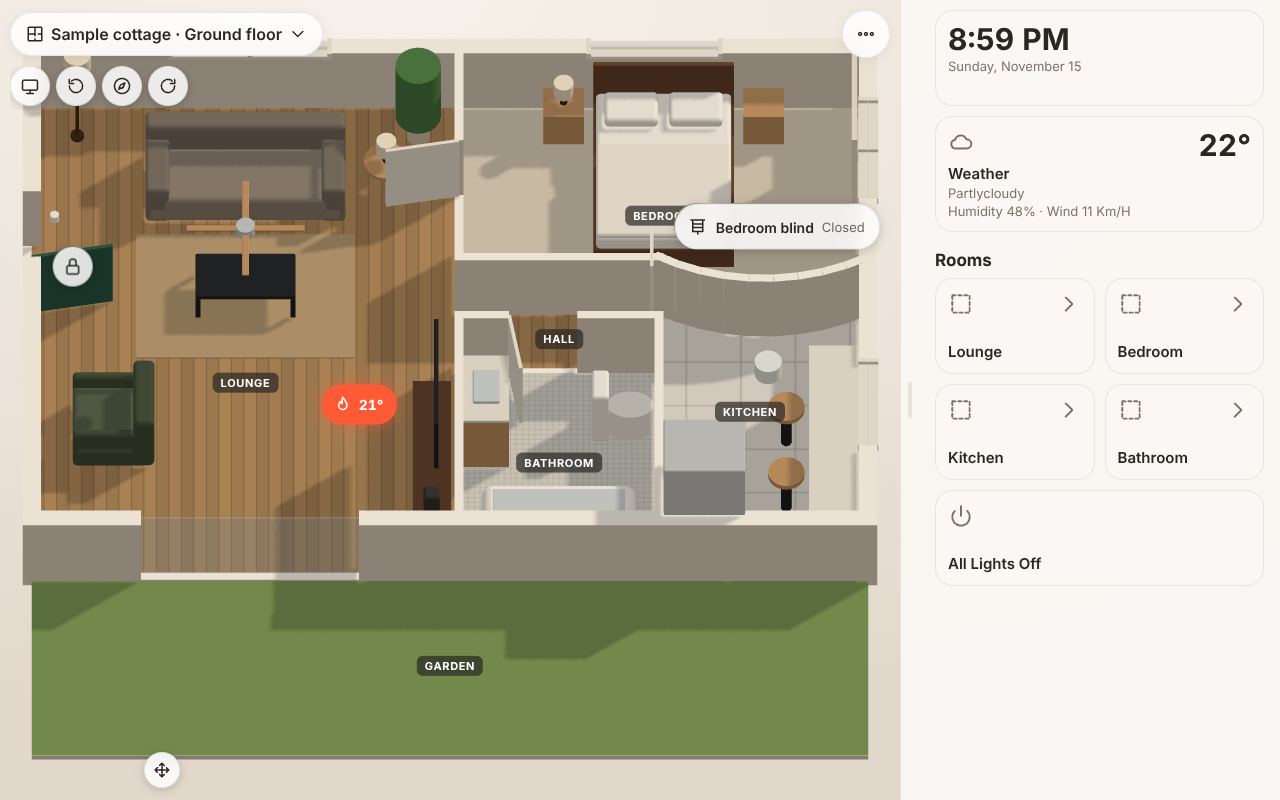 Sample cottage · Ground floor
8:59 PM
Sunday, November 15
22°
Weather
Partlycloudy
Humidity 48% · Wind 11 Km/H
Rooms
Lounge
Bedroom
Kitchen
Bathroom
All Lights Off
Bedroom blind Closed
HALL
LOUNGE
21°
KITCHEN
BATHROOM
GARDEN